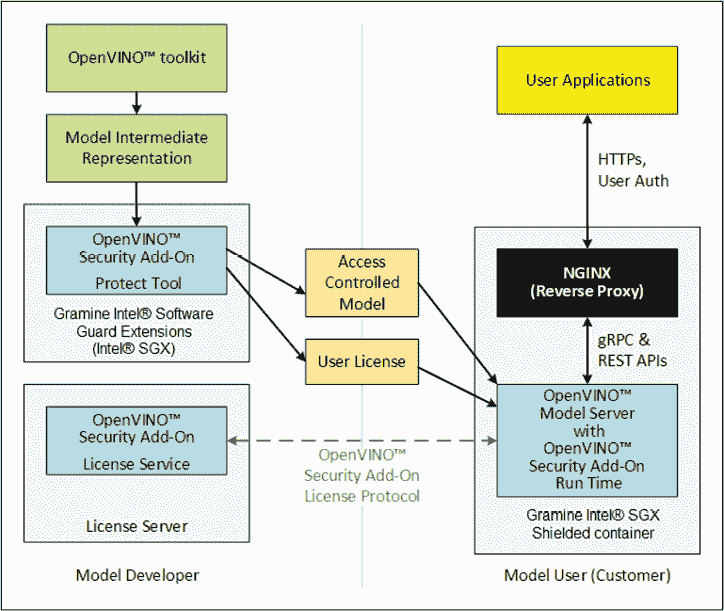 OpenVINO™ toolkit
Model Intermediate
Representation
OpenVINO™
Security Add-On
Protect Tool
Gramine Intel® Software
Guard Extensions
(Intel® SGX)
OpenVINO™
Security Add-On
License Service
License Server
Model Developer
Access
Controlled
Model
User License
OpenVINO™
Security Add-On
License Protocol
User Applications
HTTPs,
User Auth
NGINX
(Reverse Proxy)
gRPC &
REST APIs
OpenVINO™
Model Server
with
OpenVINO™
Security Add-On
Run Time
Gramine Intel® SGX
Shielded container
Model User (Customer)